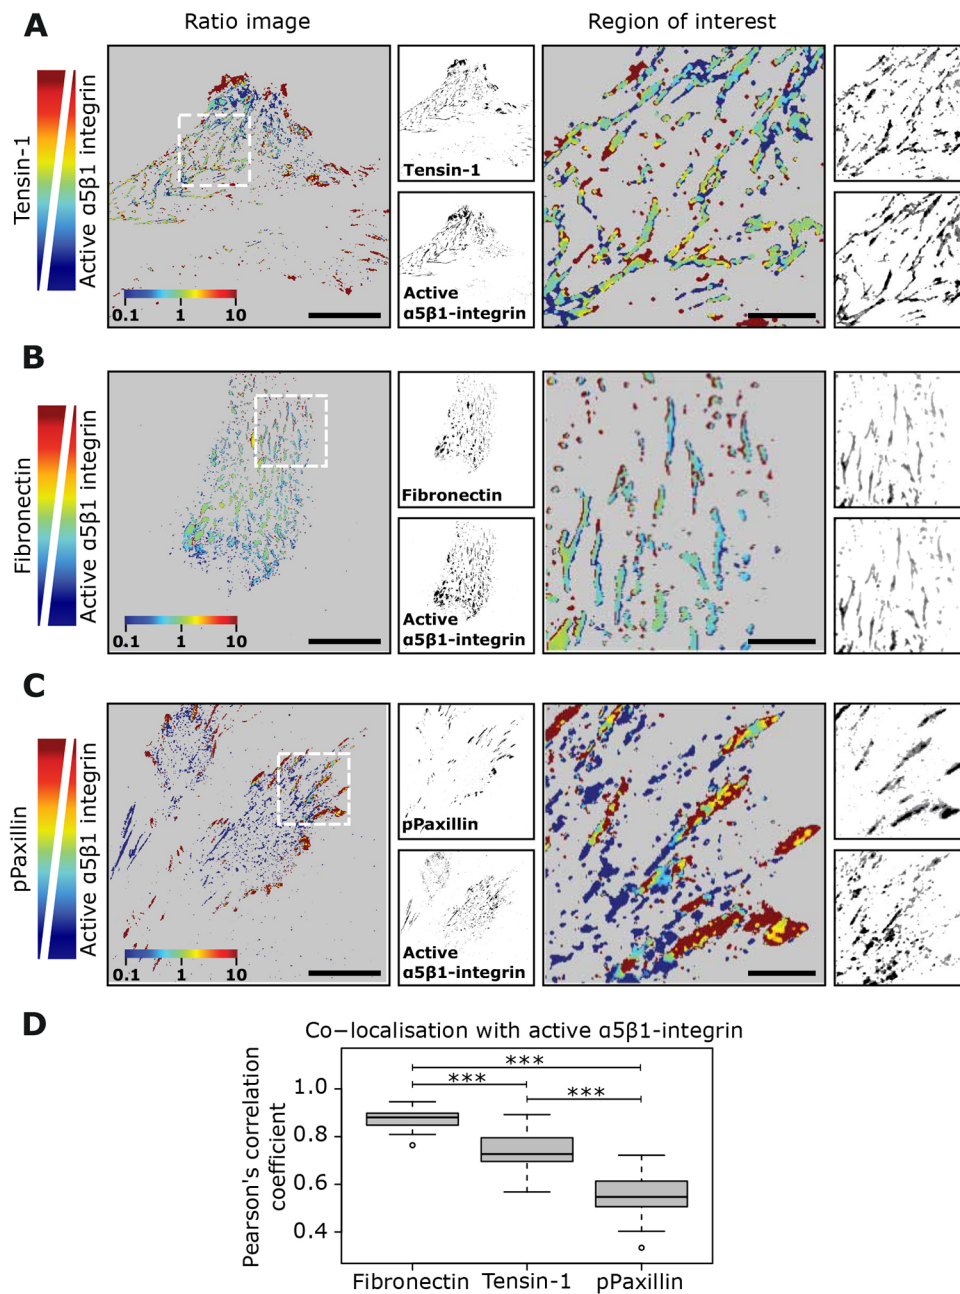 Ratio image
Region of interest
A
Tensin-1
Active α5β1 integrin
0.1 1 10
Tensin-1
Active
α5β1-integrin
B
Fibronectin
Active α5β1 integrin
0.1 1 10
Fibronectin
Active
α5β1-integrin
C
pPaxillin
Active α5β1 integrin
0.1 1 10
pPaxillin
Active
α5β1-integrin
D
Co−localisation with active α5β1-integrin
Pearson's correlation
coefficient
1.0
0.8
0.6
0.4
***
***
***
Fibronectin Tensin-1 pPaxillin